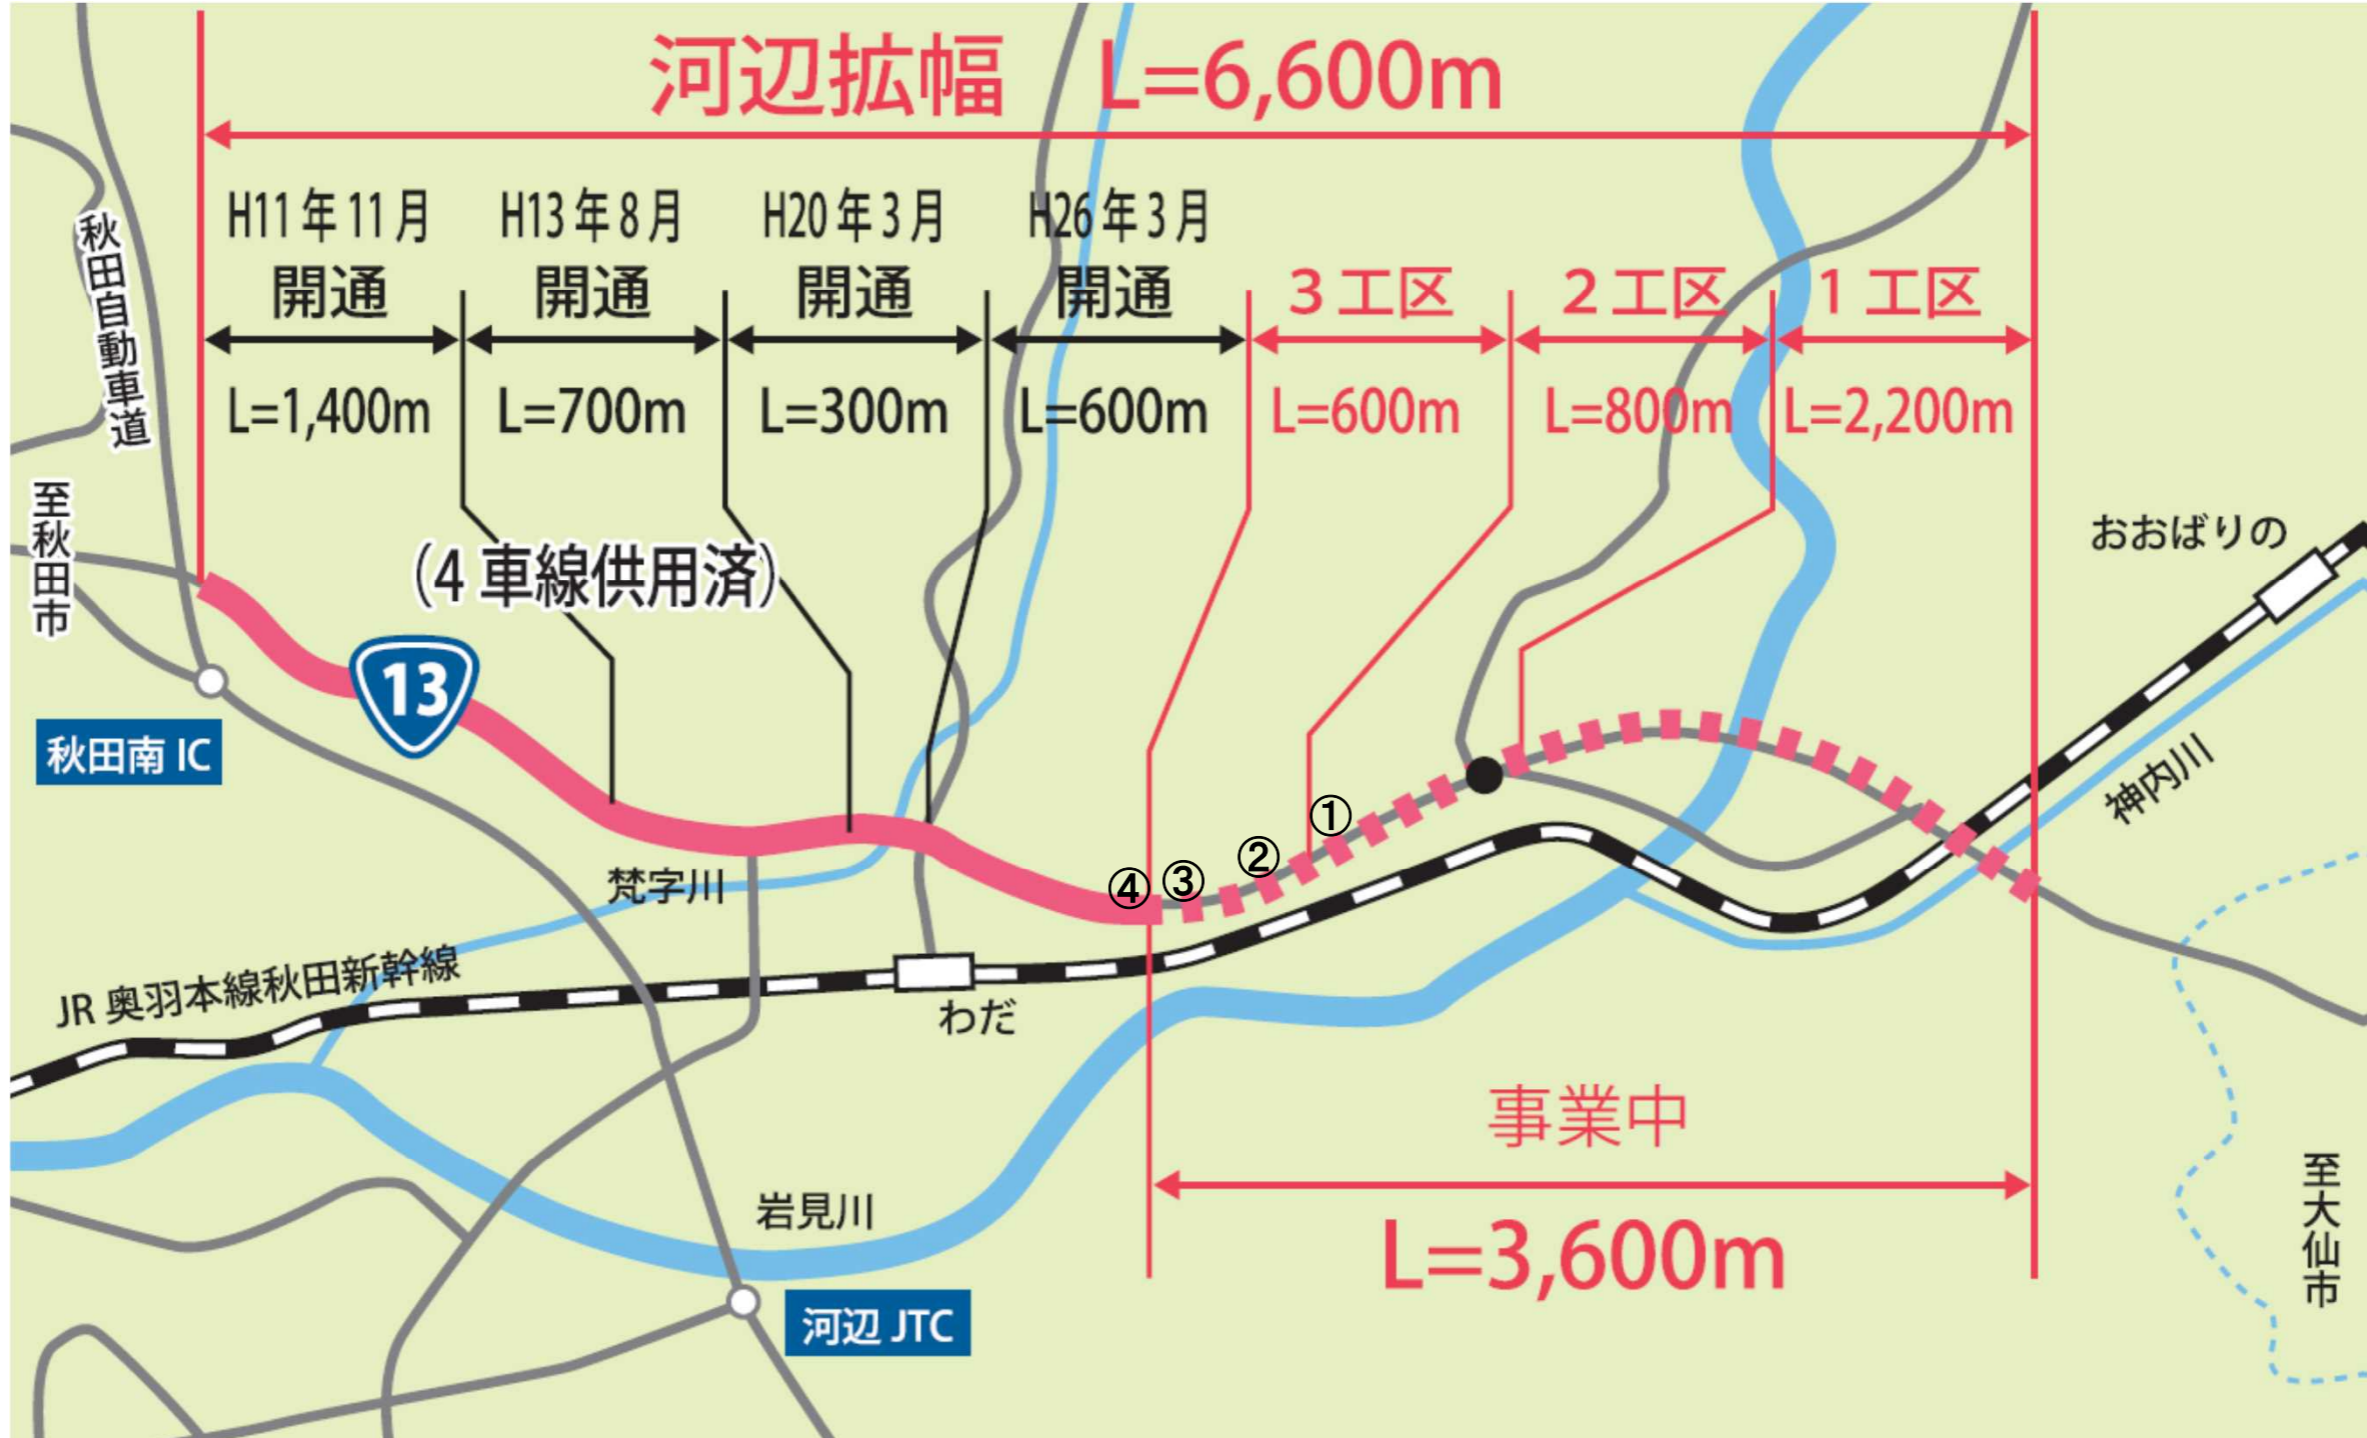 河辺拡幅 L=6,600m
H11年11月
開通
L=1,400m
H13年8月
開通
L=700m
H20年3月
開通
L=300m
H26年3月
開通
L=600m
3工区
L=600m
2工区
L=800m
1工区
L=2,200m
秋田自動車道
至秋田市
(4車線供用済)
おおばりの
13
秋田南IC
神内川
①
②
③
④
梵字川
JR奥羽本線秋田新幹線
わだ
事業中
L=3,600m
岩見川
至大仙市
河辺JTC